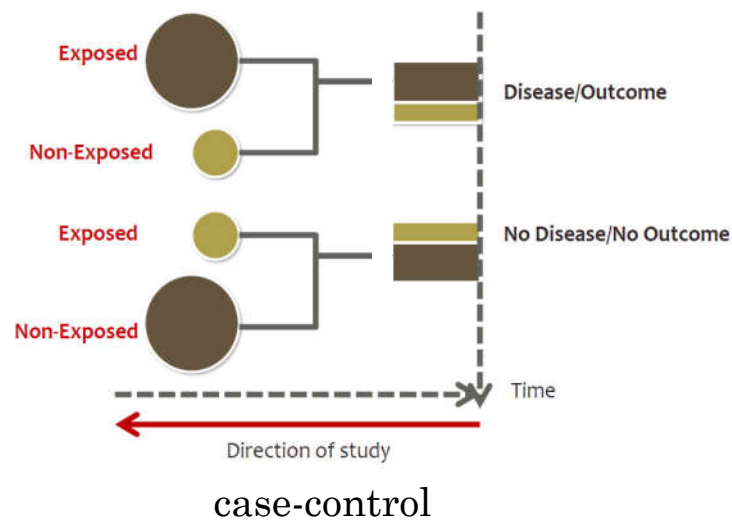 Exposed
Disease/Outcome
Non-Exposed
Exposed
No Disease/No Outcome
Non-Exposed
Time
Direction of study
case-control